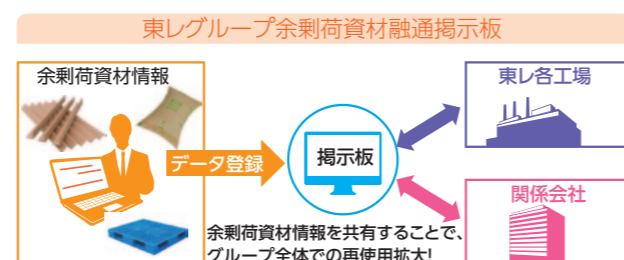 東レグループ余剰荷資材融通掲示板
余剰荷資材情報
データ登録
掲示板
東レ各工場
関係会社
余剰荷資材情報を共有することで、
グループ全体での再使用拡大!